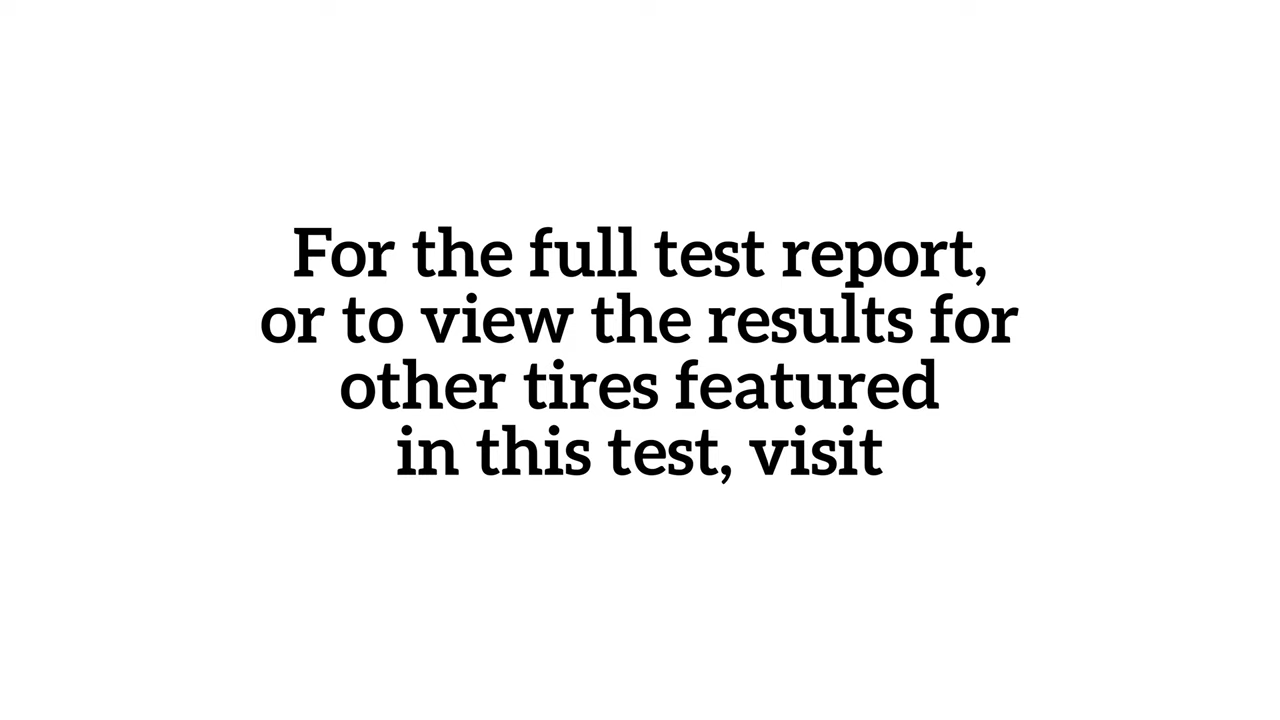 For the full test report,
or to view the results for
other tires featured
in this test, visit